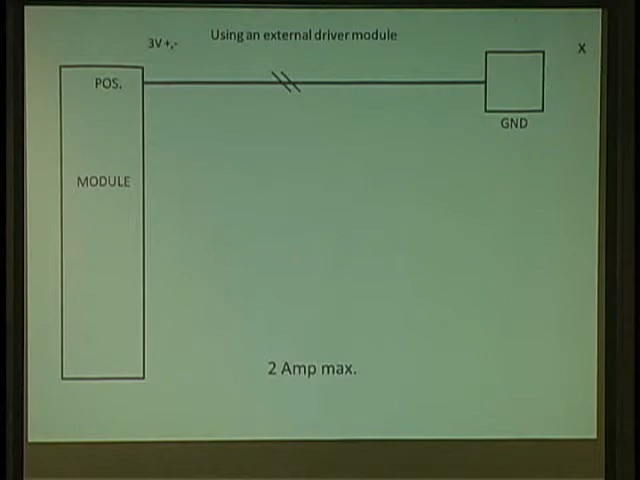 Using an external driver module
3V +,-
X
POS.
GND
MODULE
2 Amp max.